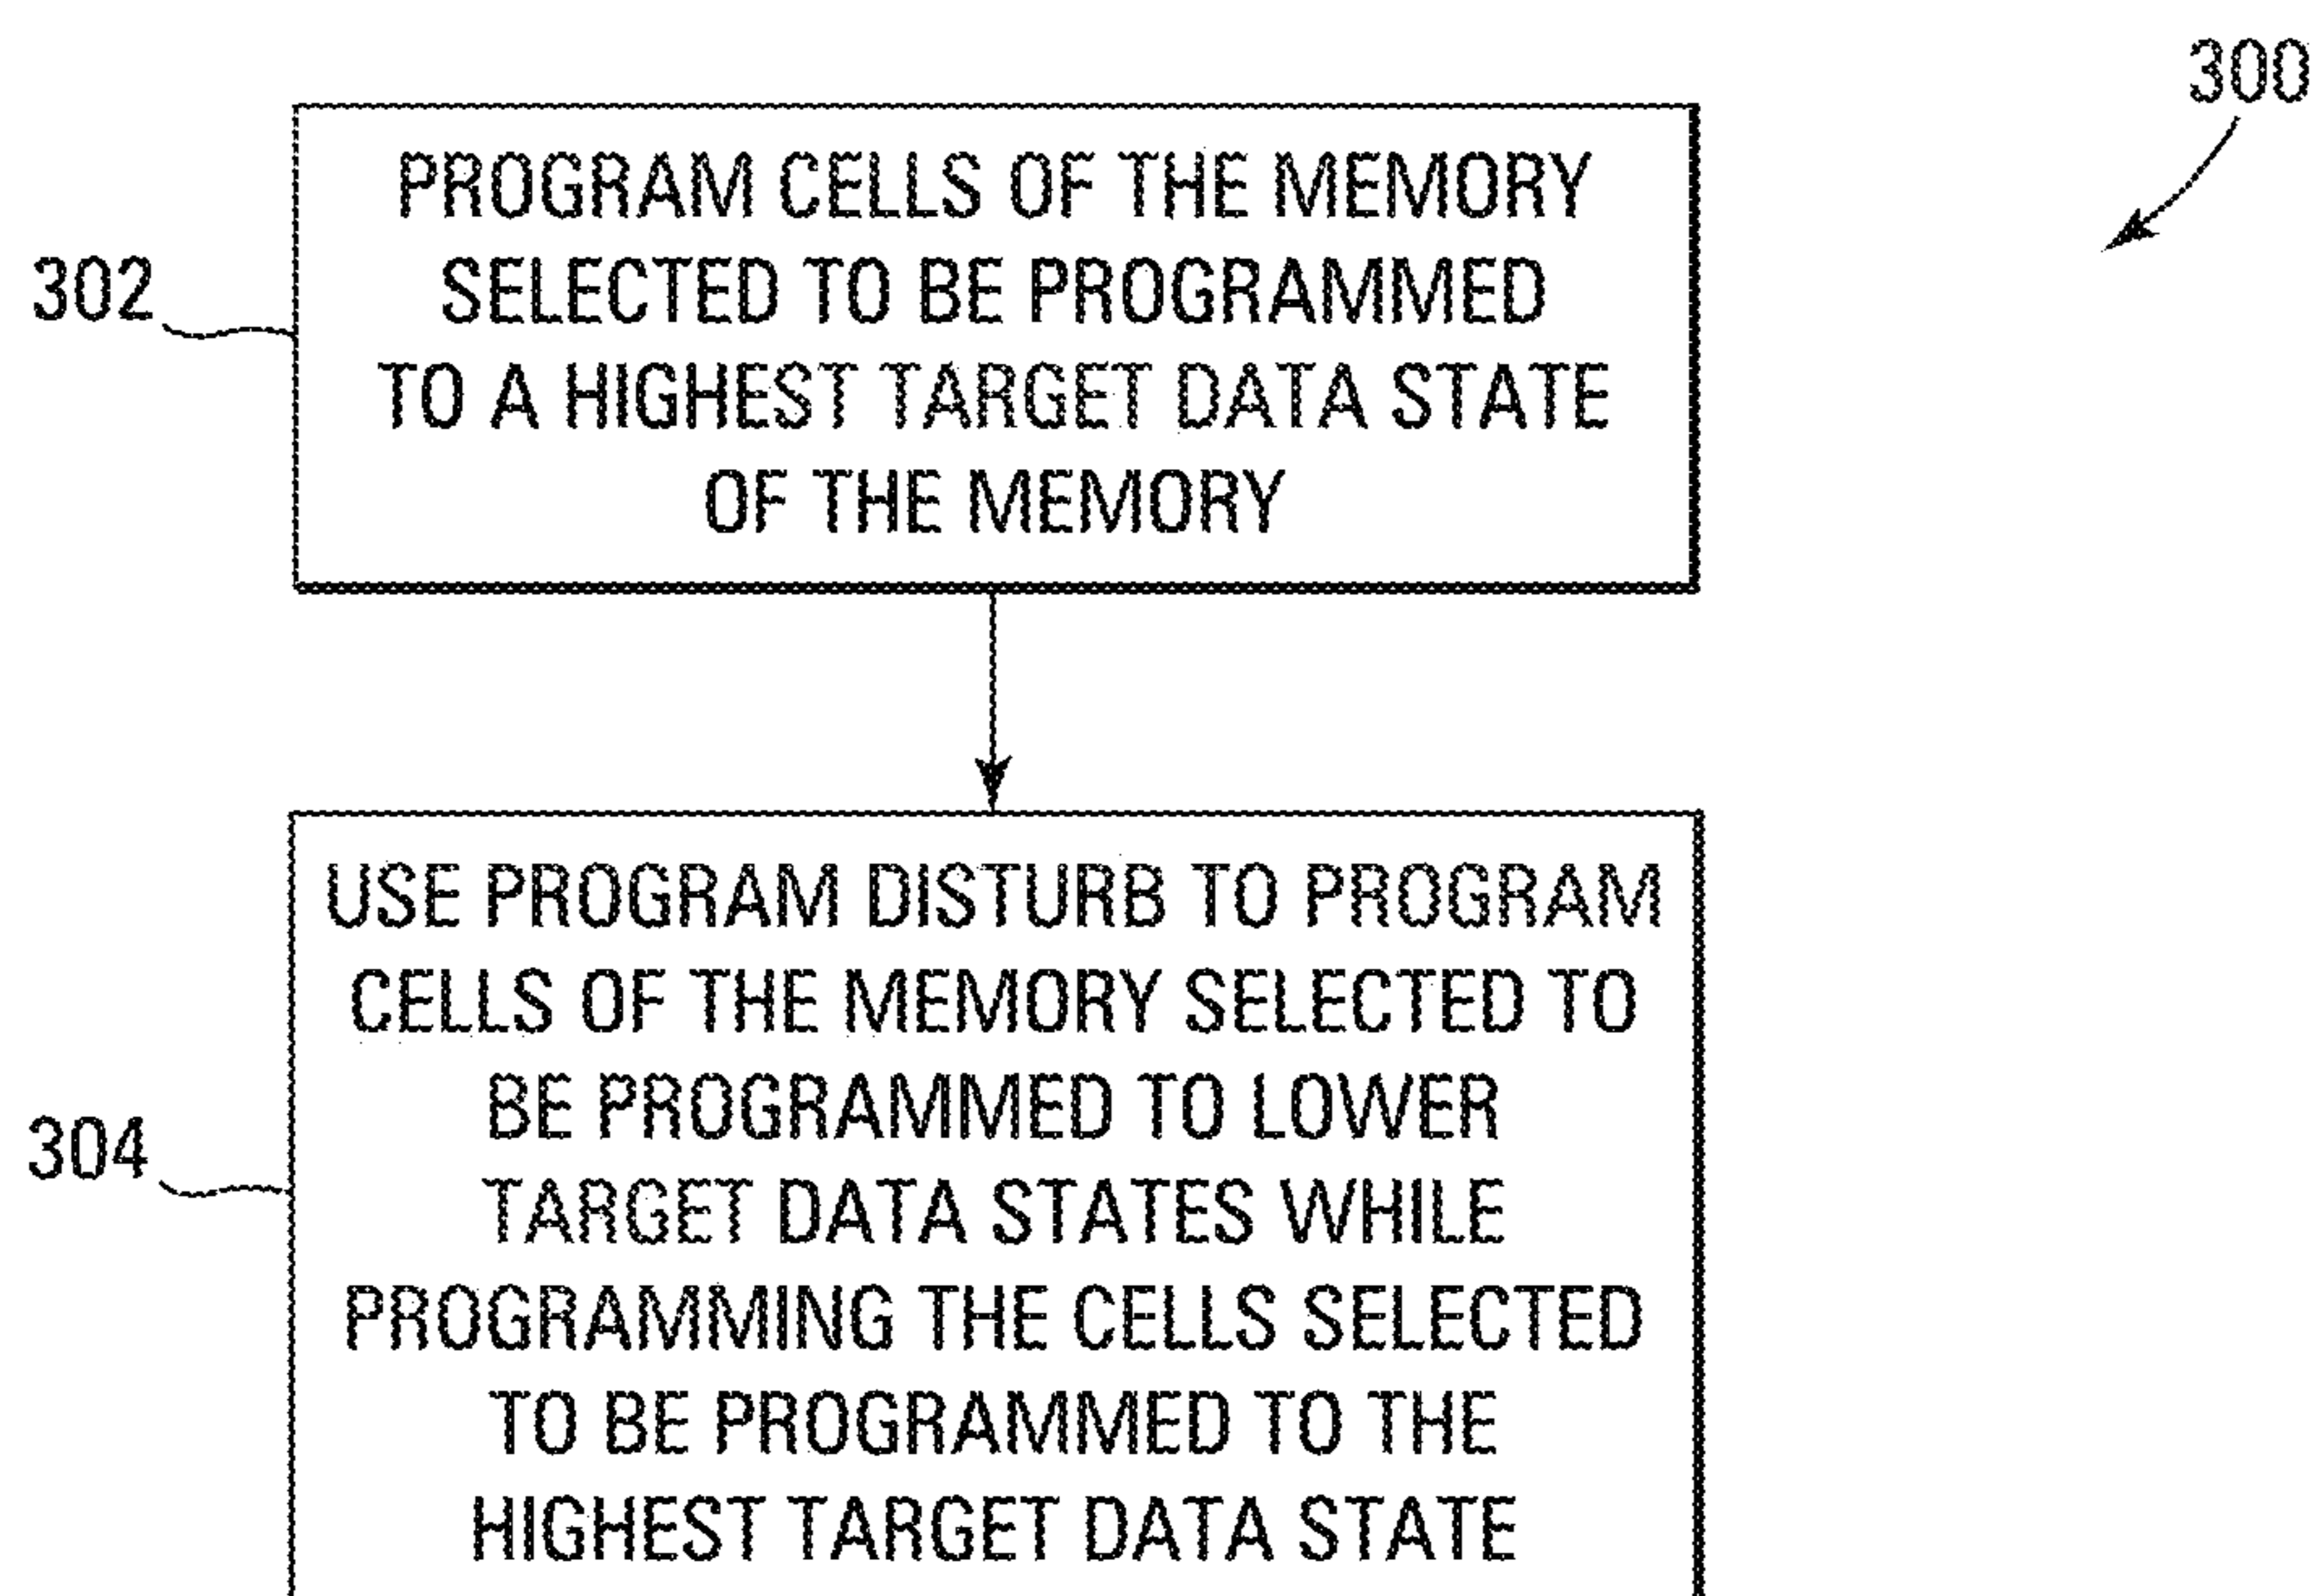 300
302
PROGRAM CELLS OF THE MEMORY
SELECTED TO BE PROGRAMMED
TO A HIGHEST TARGET DATA STATE
OF THE MEMORY
304
USE PROGRAM DISTURB TO PROGRAM
CELLS OF THE MEMORY SELECTED TO
BE PROGRAMMED TO LOWER
TARGET DATA STATES WHILE
PROGRAMMING THE CELLS SELECTED
TO BE PROGRAMMED TO THE
HIGHEST TARGET DATA STATE